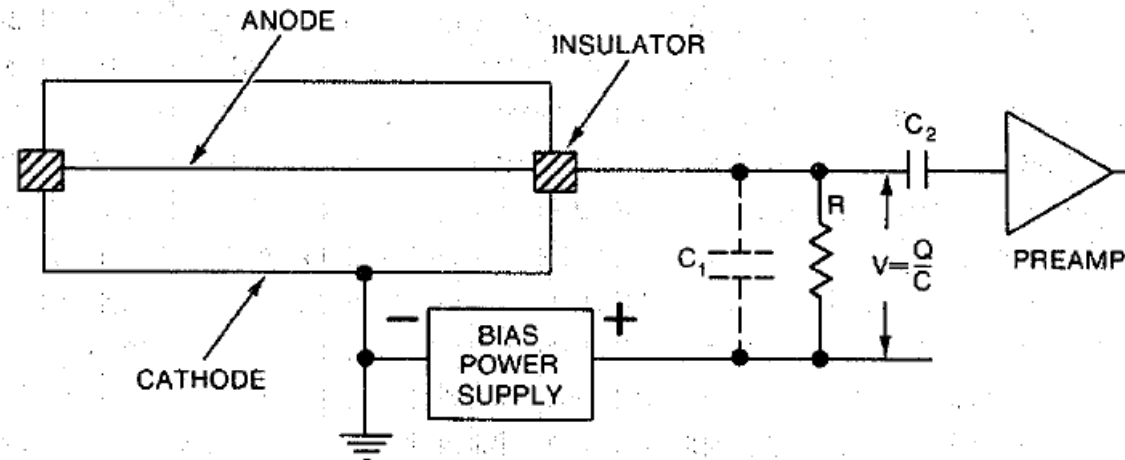 ANODE
INSULATOR
C₂
R
C₁
V=Q/C
PREAMP
−
+
BIAS
POWER
SUPPLY
CATHODE